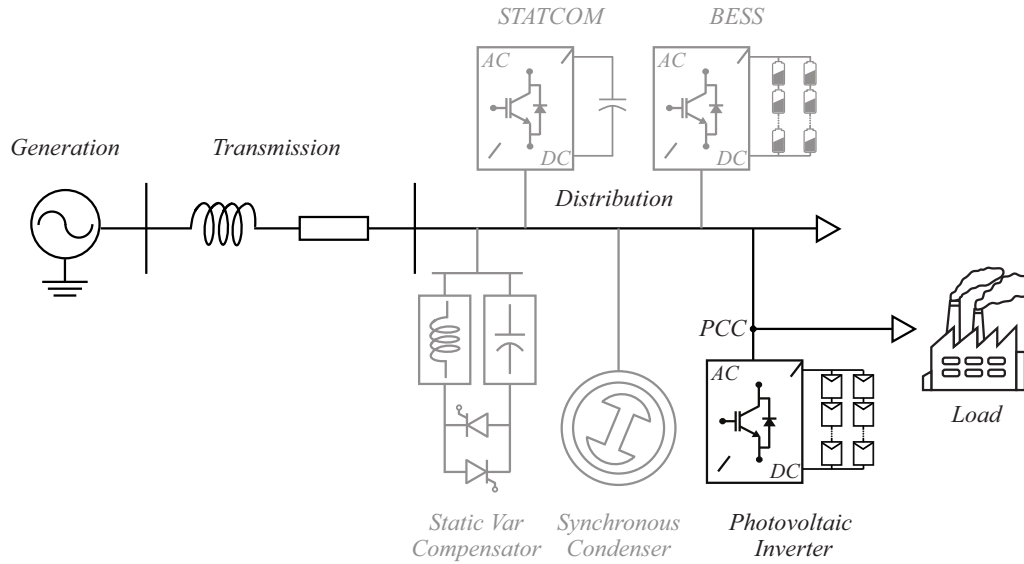 STATCOM
BESS
AC
DC
AC
DC
Generation
Transmission
Distribution
PCC
AC
DC
Load
Static Var
Compensator
Synchronous
Condenser
Photovoltaic
Inverter